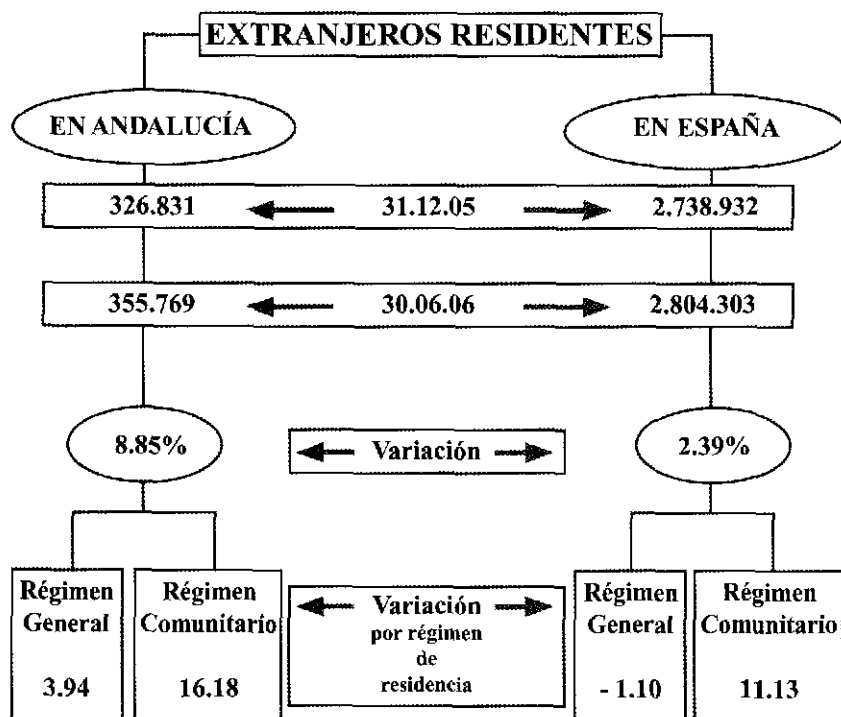 EXTRANJEROS RESIDENTES
EN ANDALUCÍA
EN ESPAÑA
326.831 31.12.05 2.738.932
355.769 30.06.06 2.804.303
8.85% Variación 2.39%
Régimen General
3.94
Régimen Comunitario
16.18
Variación
por régimen
de
residencia
Régimen General
- 1.10
Régimen Comunitario
11.13